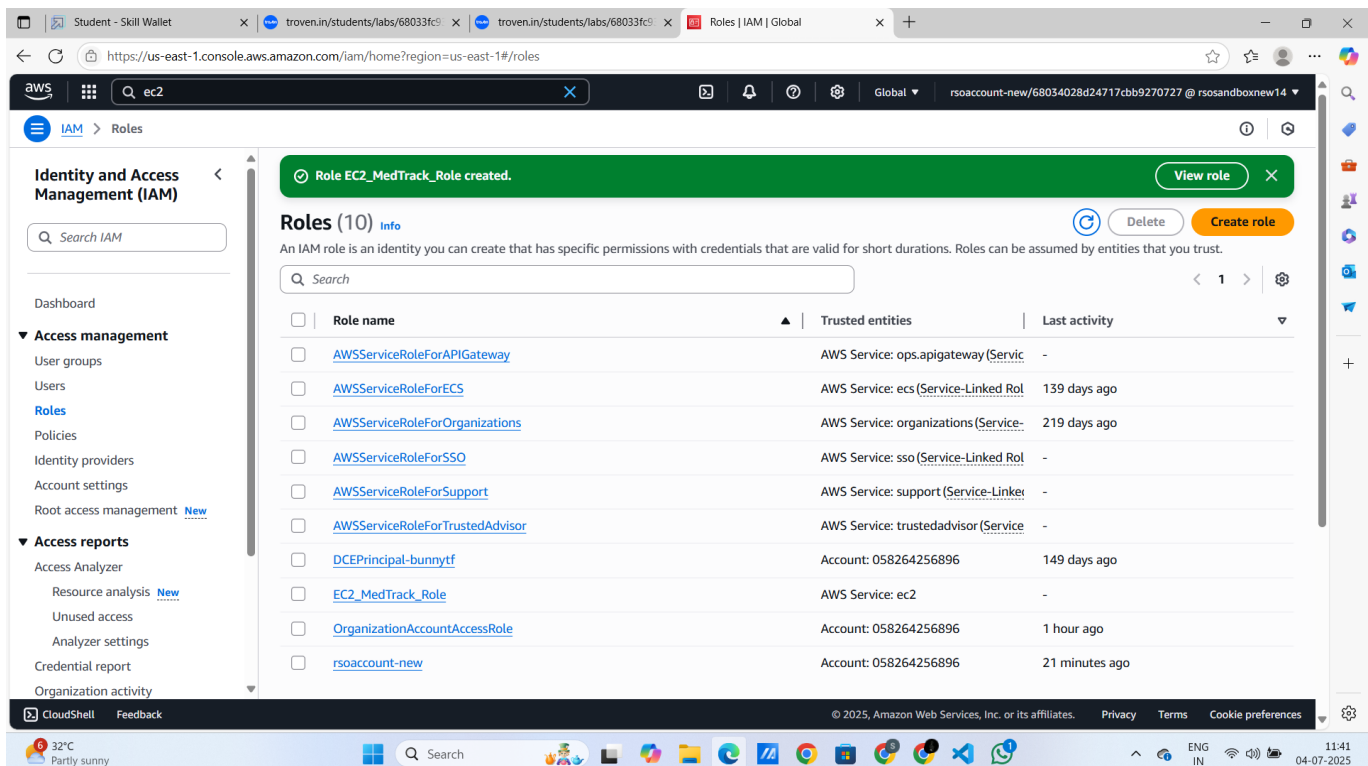 Student - Skill Wallet
troven.in/students/labs/68033fc9
troven.in/students/labs/68033fc9
Roles | IAM | Global
https://us-east-1.console.aws.amazon.com/iam/home?region=us-east-1#/roles
aws
ec2
Global
rsoaccount-new/68034028d24717cbb9270727 @ rsosandboxnew14
IAM > Roles
Identity and Access Management (IAM)
Search IAM
Dashboard
Access management
User groups
Users
Roles
Policies
Identity providers
Account settings
Root access management New
Access reports
Access Analyzer
Resource analysis New
Unused access
Analyzer settings
Credential report
Organization activity
Role EC2_MedTrack_Role created.
View role
Roles (10) Info
Delete
Create role
An IAM role is an identity you can create that has specific permissions with credentials that are valid for short durations. Roles can be assumed by entities that you trust.
Search
1
Role name Trusted entities Last activity
AWSServiceRoleForAPIGateway AWS Service: ops.apigateway (Servic -
AWSServiceRoleForECS AWS Service: ecs (Service-Linked Rol 139 days ago
AWSServiceRoleForOrganizations AWS Service: organizations (Service- 219 days ago
AWSServiceRoleForSSO AWS Service: sso (Service-Linked Rol -
AWSServiceRoleForSupport AWS Service: support (Service-Linked -
AWSServiceRoleForTrustedAdvisor AWS Service: trustedadvisor (Service -
DCEPrincipal-bunnytf Account: 058264256896 149 days ago
EC2_MedTrack_Role AWS Service: ec2 -
OrganizationAccountAccessRole Account: 058264256896 1 hour ago
rsoaccount-new Account: 058264256896 21 minutes ago
CloudShell Feedback
© 2025, Amazon Web Services, Inc. or its affiliates. Privacy Terms Cookie preferences
6
32°C
Partly sunny
Search
ENG
IN
11:41
04-07-2025